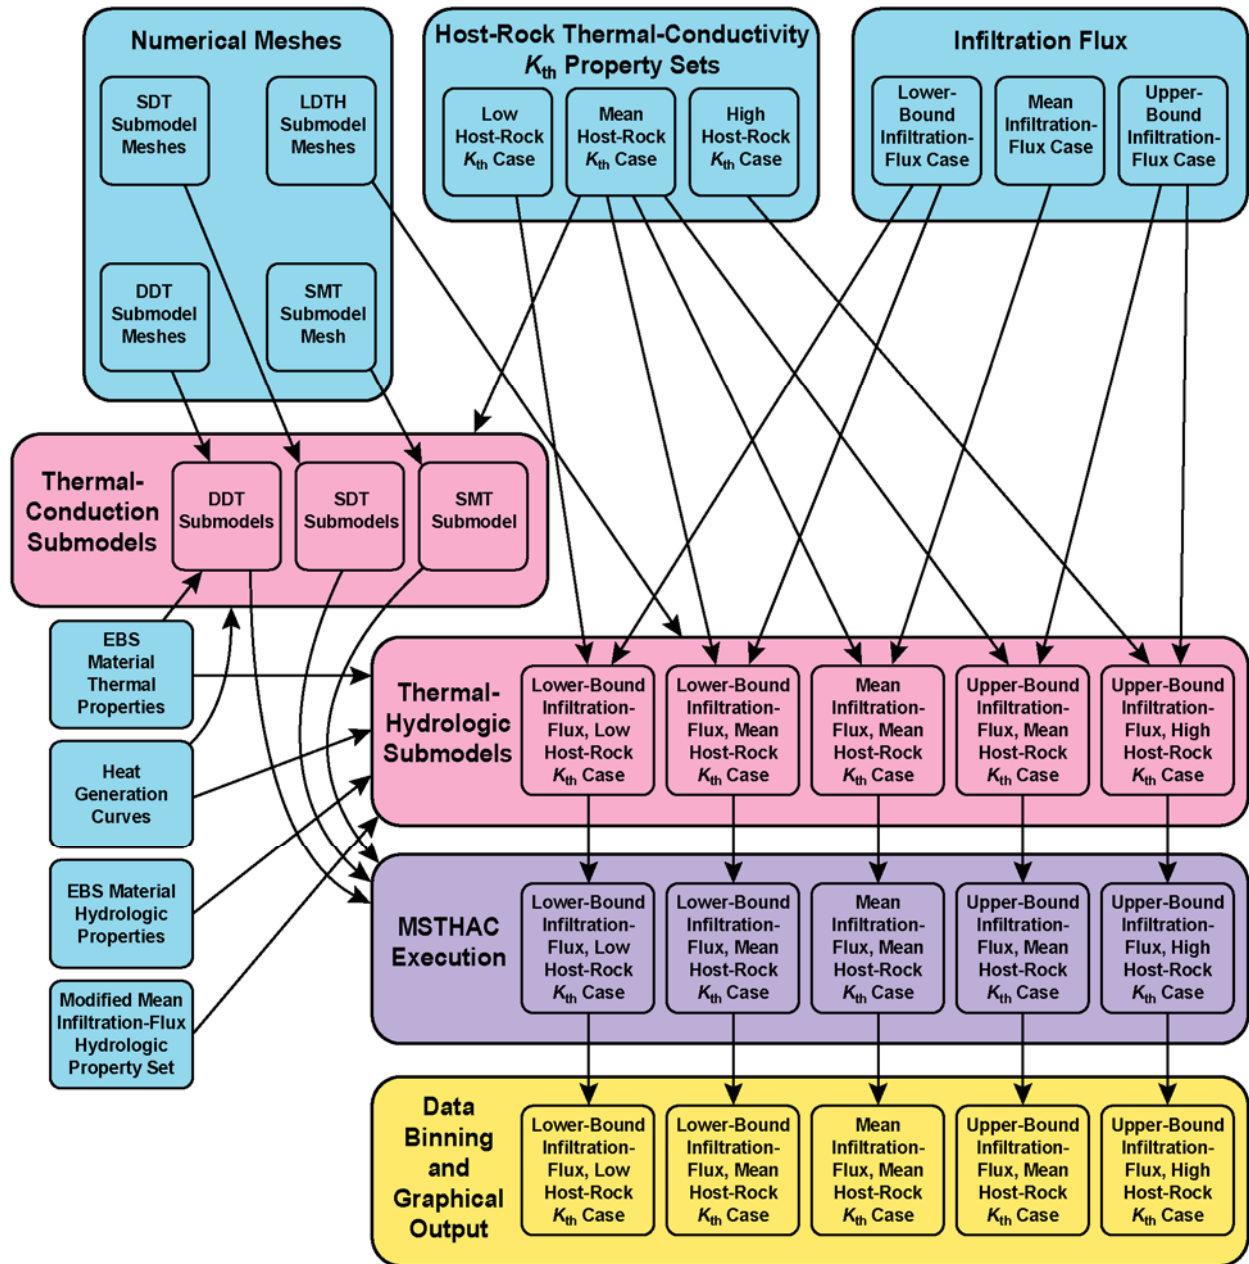 Numerical Meshes
SDT
Submodel
Meshes
LDTH
Submodel
Meshes
DDT
Submodel
Meshes
SMT
Submodel
Mesh
Host-Rock Thermal-Conductivity
Kth Property Sets
Low
Host-Rock
Kth Case
Mean
Host-Rock
Kth Case
High
Host-Rock
Kth Case
Infiltration Flux
Lower-
Bound
Infiltration-
Flux Case
Mean
Infiltration-
Flux Case
Upper-
Bound
Infiltration-
Flux Case
Thermal-
Conduction
Submodels
DDT
Submodels
SDT
Submodels
SMT
Submodel
EBS
Material
Thermal
Properties
Heat
Generation
Curves
EBS Material
Hydrologic
Properties
Modified Mean
Infiltration-Flux
Hydrologic
Property Set
Thermal-
Hydrologic
Submodels
Lower-Bound
Infiltration-
Flux, Low
Host-Rock
Kth Case
Lower-Bound
Infiltration-
Flux, Mean
Host-Rock
Kth Case
Mean
Infiltration-
Flux, Mean
Host-Rock
Kth Case
Upper-Bound
Infiltration-
Flux, Mean
Host-Rock
Kth Case
Upper-Bound
Infiltration-
Flux, High
Host-Rock
Kth Case
MSTHAC
Execution
Lower-Bound
Infiltration-
Flux, Low
Host-Rock
Kth Case
Lower-Bound
Infiltration-
Flux, Mean
Host-Rock
Kth Case
Mean
Infiltration-
Flux, Mean
Host-Rock
Kth Case
Upper-Bound
Infiltration-
Flux, Mean
Host-Rock
Kth Case
Upper-Bound
Infiltration-
Flux, High
Host-Rock
Kth Case
Data
Binning
and
Graphical
Output
Lower-Bound
Infiltration-
Flux, Low
Host-Rock
Kth Case
Lower-Bound
Infiltration-
Flux, Mean
Host-Rock
Kth Case
Mean
Infiltration-
Flux, Mean
Host-Rock
Kth Case
Upper-Bound
Infiltration-
Flux, Mean
Host-Rock
Kth Case
Upper-Bound
Infiltration-
Flux, High
Host-Rock
Kth Case